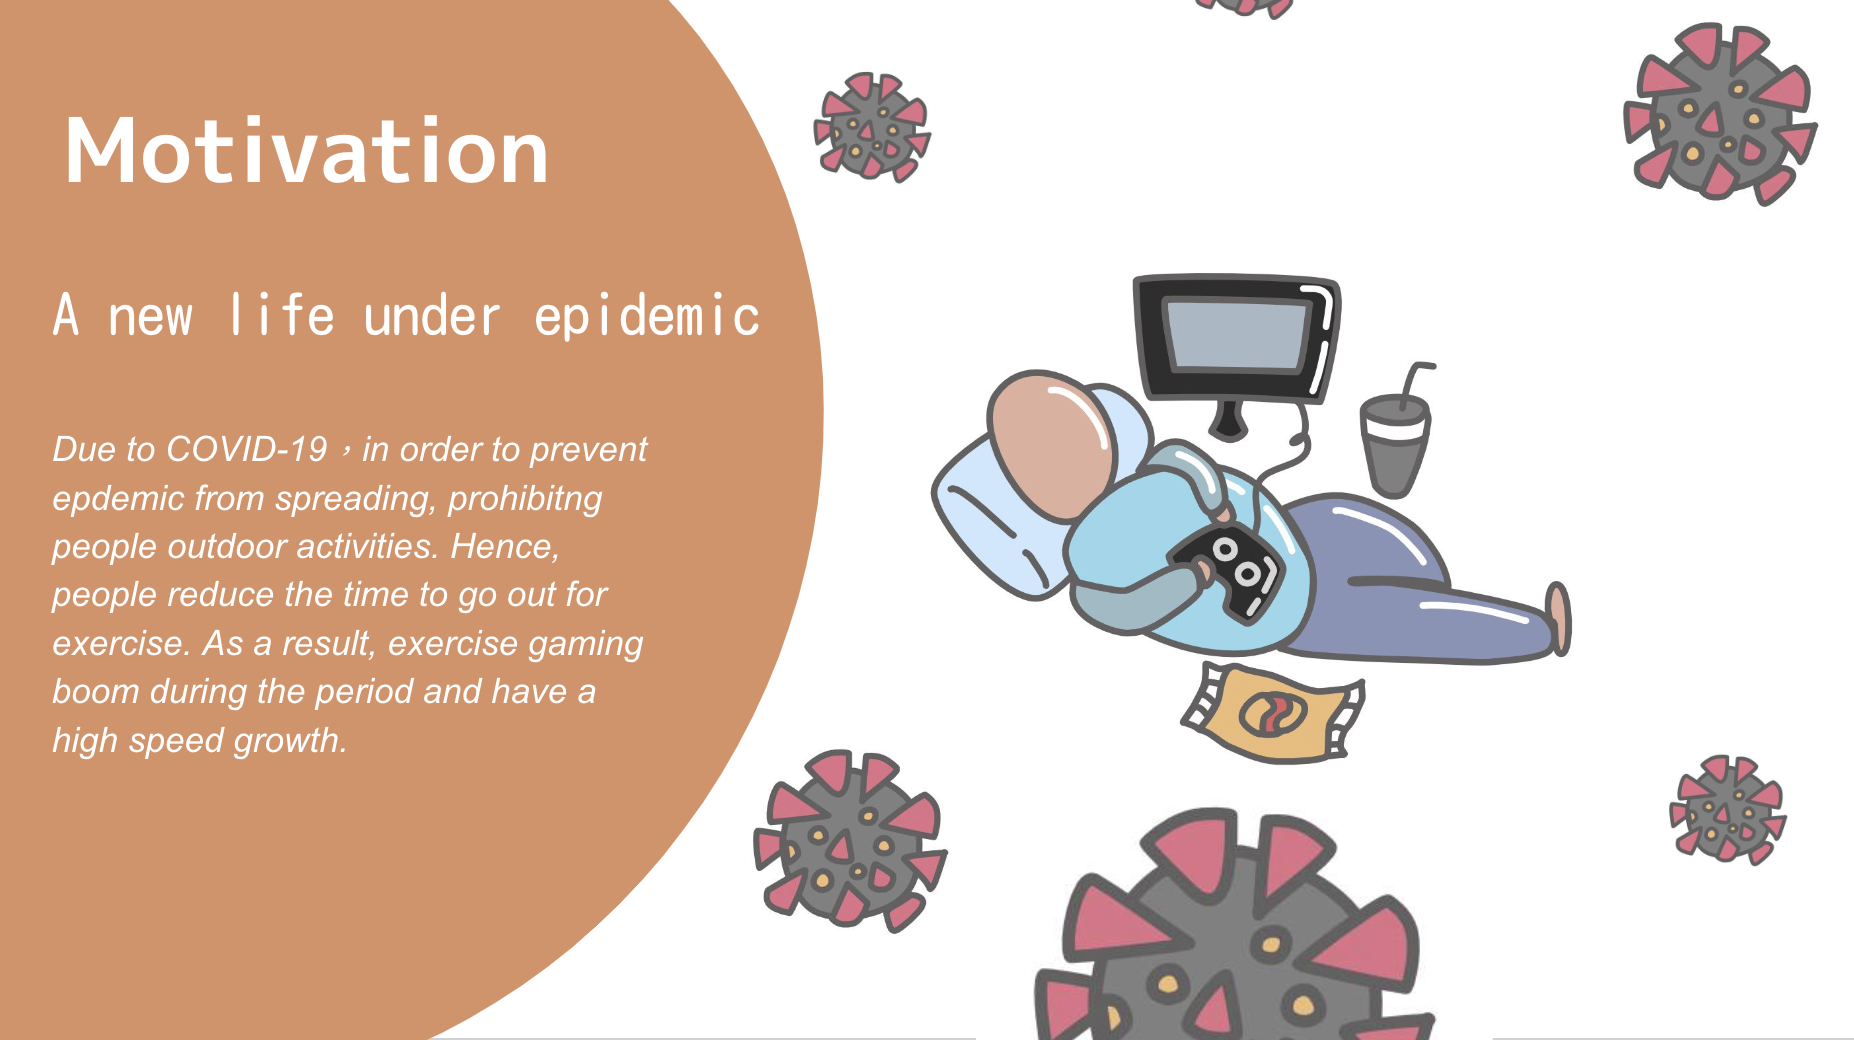 Motivation
A new life under epidemic
Due to COVID-19，in order to prevent
epdemic from spreading, prohibitng
people outdoor activities. Hence,
people reduce the time to go out for
exercise. As a result, exercise gaming
boom during the period and have a
high speed growth.